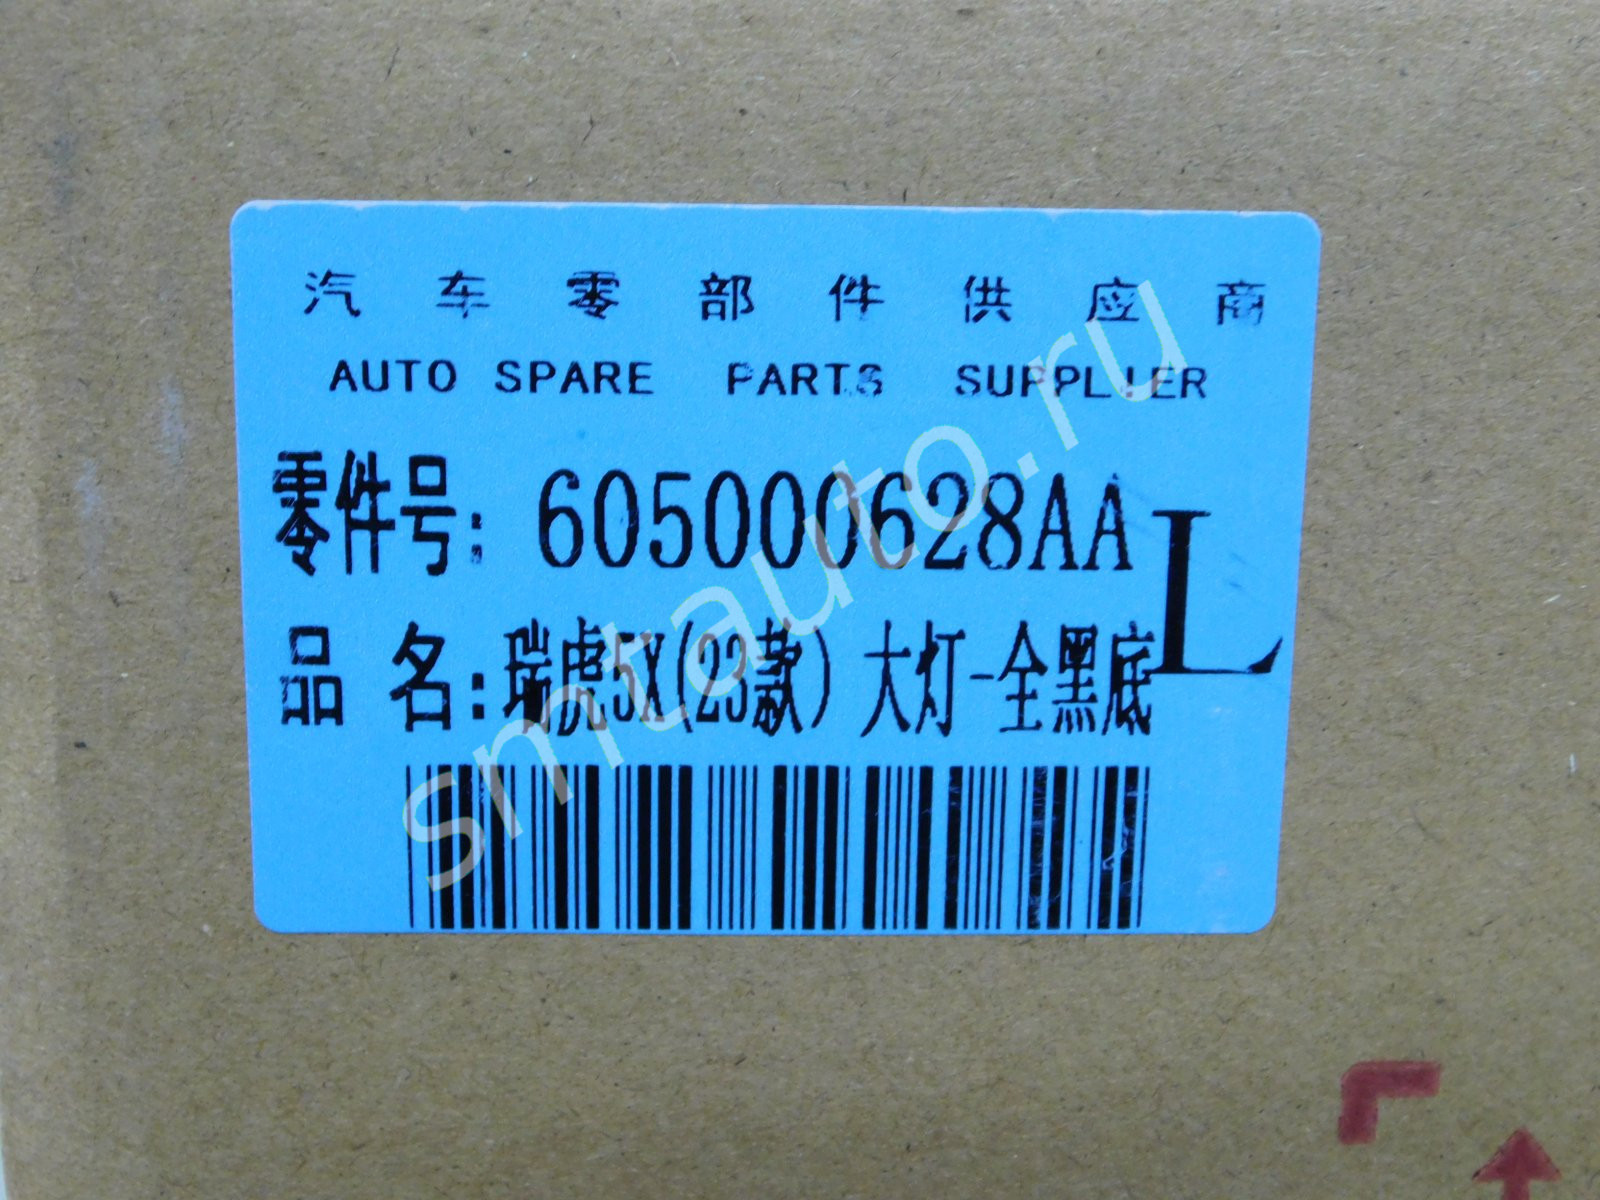 汽车零部件供应商
AUTO SPARE PARTS SUPPLIER
零件号: 605000628AA
L
品名:瑞虎5X(23款) 大灯-全黑底
smtauto.ru